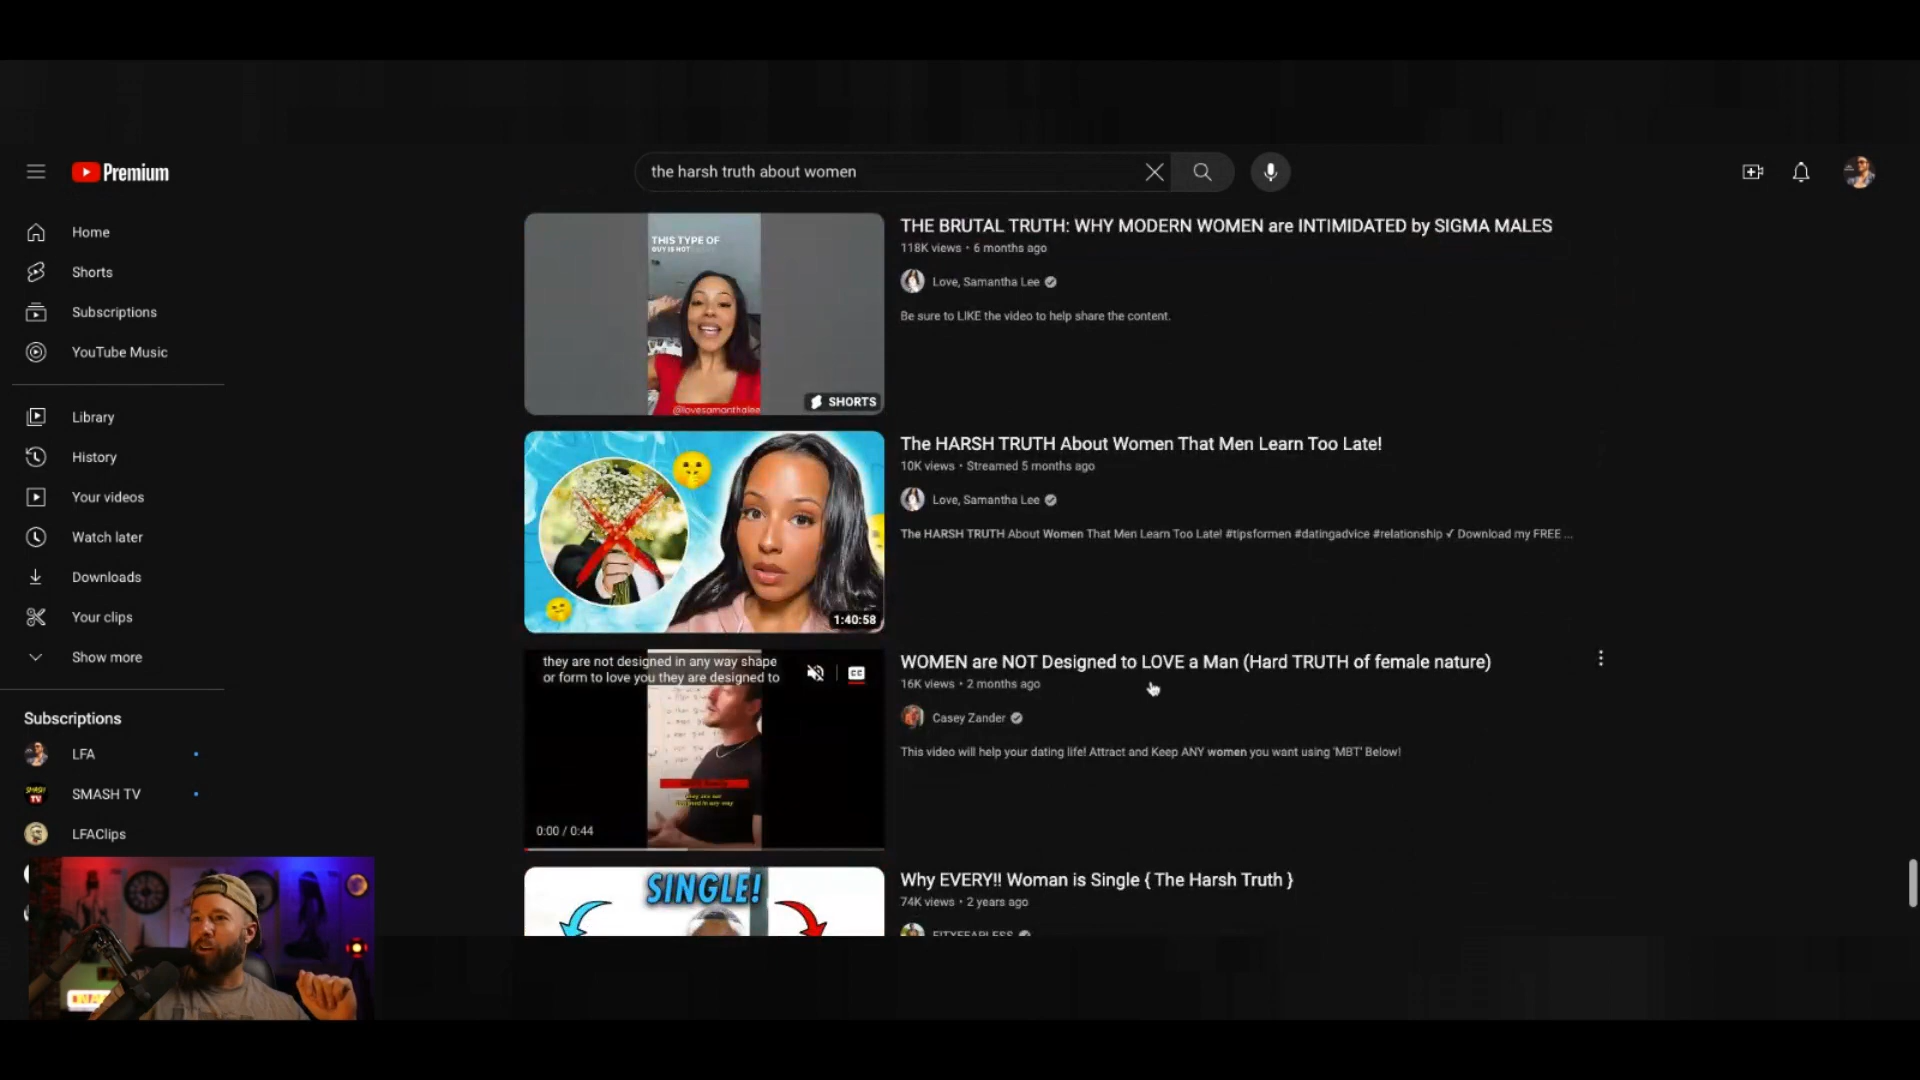 Premium
the harsh truth about women
Home
Shorts
Subscriptions
YouTube Music
Library
History
Your videos
Watch later
Downloads
Your clips
Show more
Subscriptions
LFA
SMASH TV
LFAClips
THIS TYPE OF
GUY IS NOT
@lovesamanthalee
SHORTS
THE BRUTAL TRUTH: WHY MODERN WOMEN are INTIMIDATED by SIGMA MALES
118K views • 6 months ago
Love, Samantha Lee
Be sure to LIKE the video to help share the content.
1:40:58
The HARSH TRUTH About Women That Men Learn Too Late!
10K views • Streamed 5 months ago
Love, Samantha Lee
The HARSH TRUTH About Women That Men Learn Too Late! #tipsformen #datingadvice #relationship ✓ Download my FREE ...
they are not designed in any way shape
or form to love you they are designed to
CC
0:00 / 0:44
WOMEN are NOT Designed to LOVE a Man (Hard TRUTH of female nature)
16K views • 2 months ago
Casey Zander
This video will help your dating life! Attract and Keep ANY women you want using 'MBT' Below!
SINGLE!
Why EVERY!! Woman is Single { The Harsh Truth }
74K views • 2 years ago